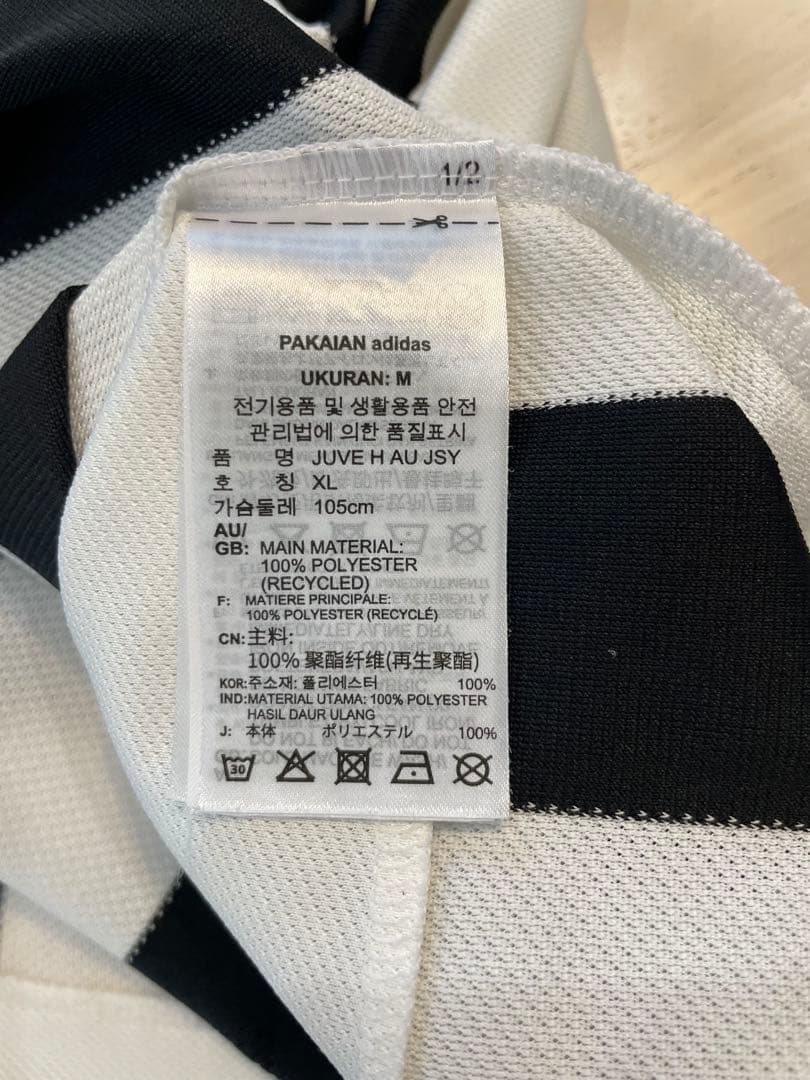 1/2
PAKAIAN adidas
UKURAN: M
전기용품 및 생활용품 안전
관리법에 의한 품질표시
품 명 JUVE H AU JSY
호 칭 XL
가슴둘레 105cm
AU/
GB: MAIN MATERIAL:
100% POLYESTER
(RECYCLED)
F: MATIERE PRINCIPALE:
100% POLYESTER (RECYCLÉ)
CN: 主料:
100% 聚酯纤维(再生聚酯)
KOR: 주소재: 폴리에스터 100%
IND: MATERIAL UTAMA: 100% POLYESTER
HASIL DAUR ULANG
J: 本体 ポリエステル 100%
30